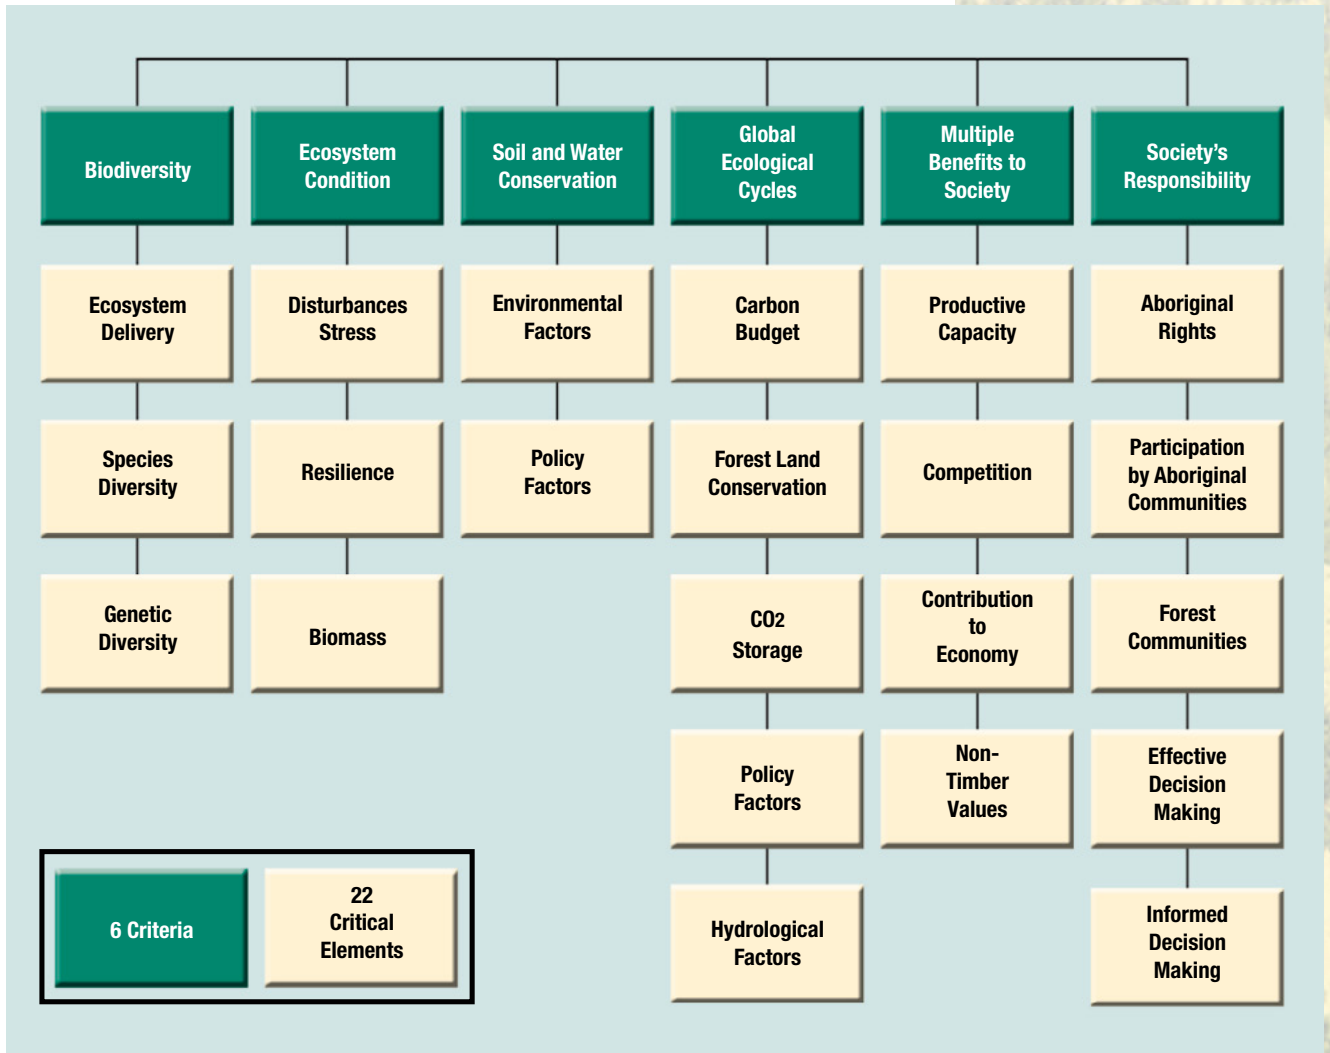 Biodiversity
Ecosystem
Condition
Soil and Water
Conservation
Global
Ecological
Cycles
Multiple
Benefits to
Society
Society's
Responsibility
Ecosystem
Delivery
Disturbances
Stress
Environmental
Factors
Carbon
Budget
Productive
Capacity
Aboriginal
Rights
Species
Diversity
Resilience
Policy
Factors
Forest Land
Conservation
Competition
Participation
by Aboriginal
Communities
Genetic
Diversity
Biomass
CO2
Storage
Contribution
to
Economy
Forest
Communities
Policy
Factors
Non-
Timber
Values
Effective
Decision
Making
6 Criteria
22
Critical
Elements
Hydrological
Factors
Informed
Decision
Making